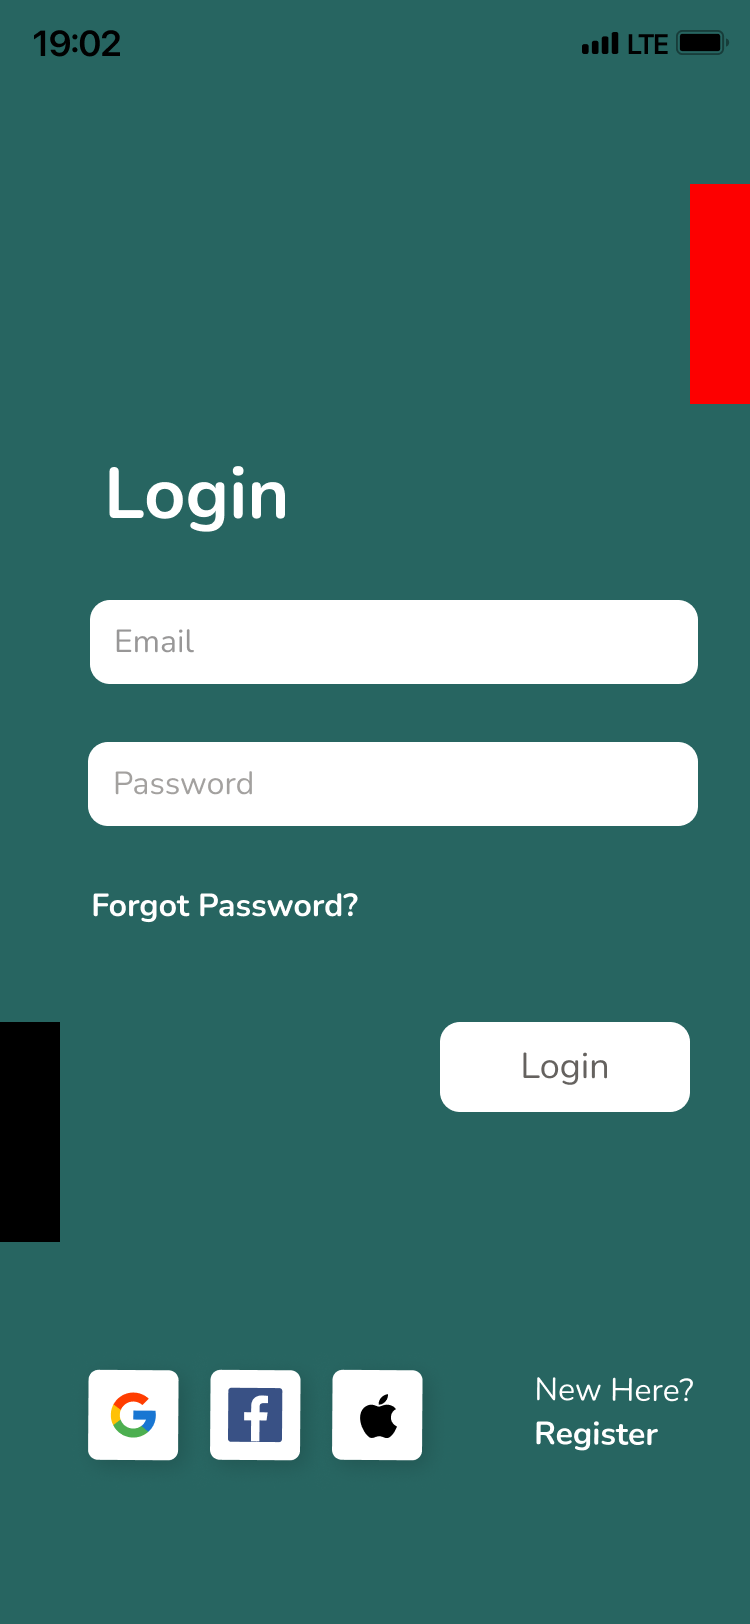 19:02 LTE
Login
Email
Password
Forgot Password?
Login
New Here?
Register